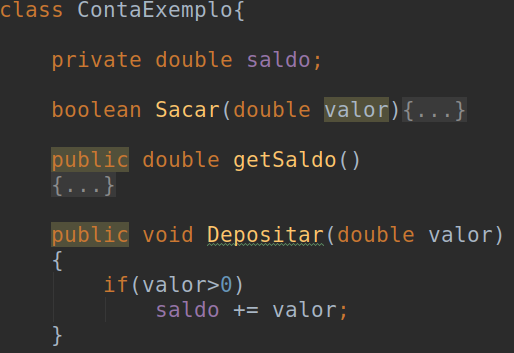 class ContaExemplo{
private double saldo;
boolean Sacar(double valor){...}
public double getSaldo()
{...}
public void Depositar(double valor)
{
if(valor>0)
saldo += valor;
}